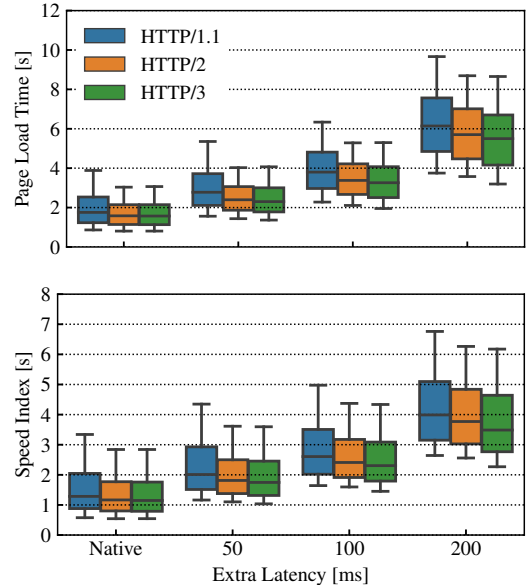 12
10
8
6
4
2
0
Page Load Time [s]
HTTP/1.1
HTTP/2
HTTP/3
8
7
6
5
4
3
2
1
0
Speed Index [s]
Native
50
100
200
Extra Latency [ms]